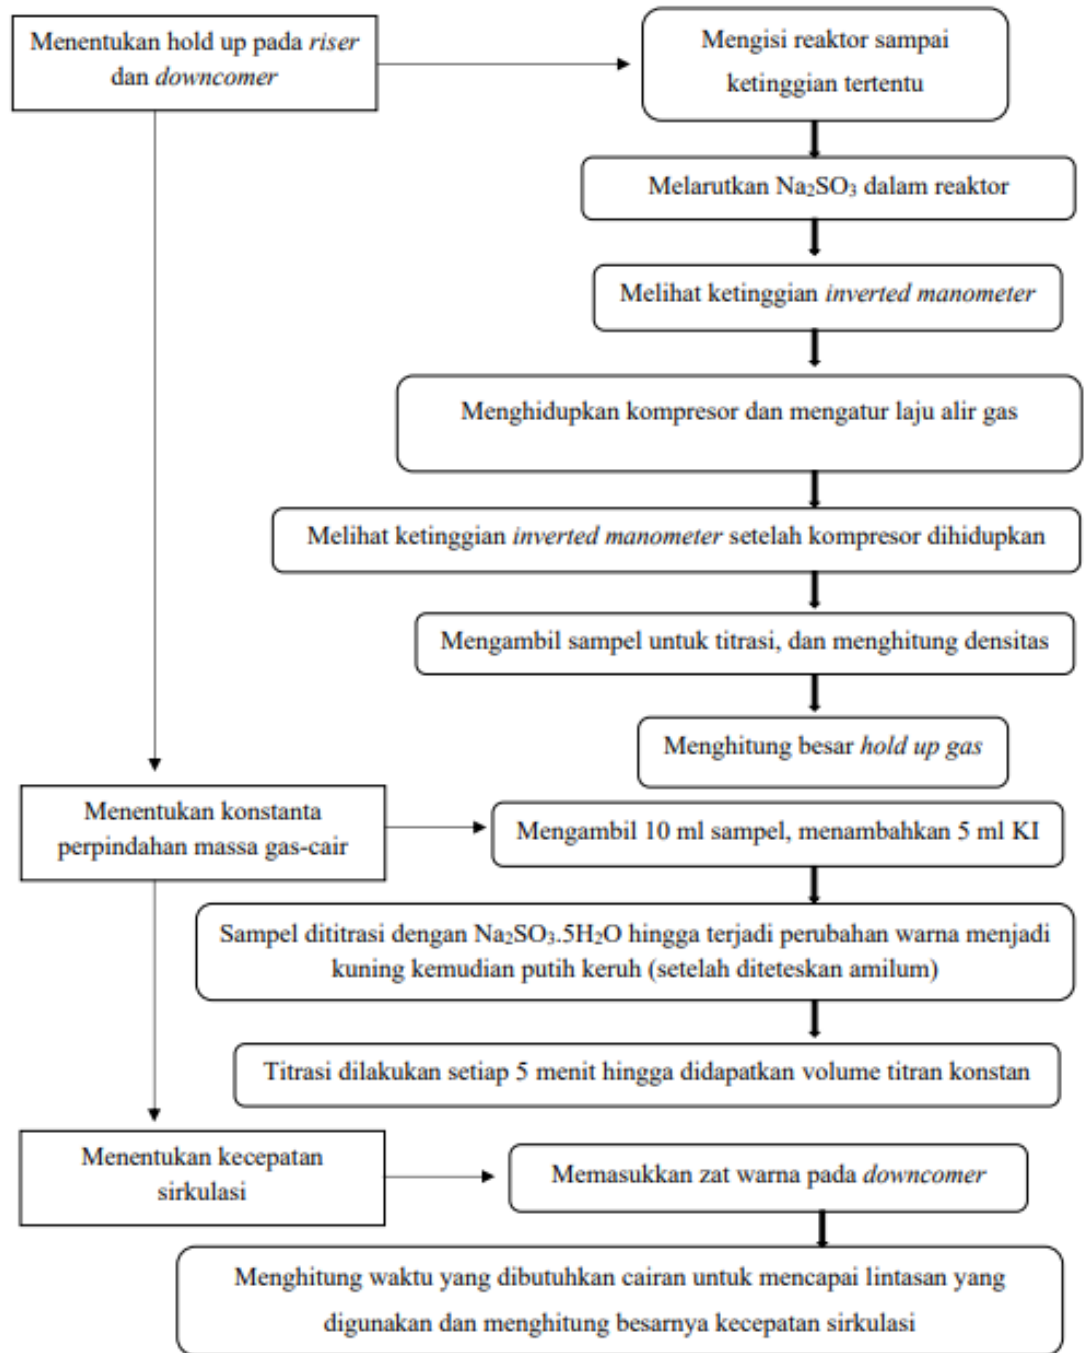 Menentukan hold up pada riser
dan downcomer
Mengisi reaktor sampai
ketinggian tertentu
Melarutkan Na₂SO₃ dalam reaktor
Melihat ketinggian inverted manometer
Menghidupkan kompresor dan mengatur laju alir gas
Melihat ketinggian inverted manometer setelah kompresor dihidupkan
Mengambil sampel untuk titrasi, dan menghitung densitas
Menghitung besar hold up gas
Menentukan konstanta
perpindahan massa gas-cair
Mengambil 10 ml sampel, menambahkan 5 ml KI
Sampel dititrasi dengan Na₂SO₃.5H₂O hingga terjadi perubahan warna menjadi
kuning kemudian putih keruh (setelah diteteskan amilum)
Titrasi dilakukan setiap 5 menit hingga didapatkan volume titran konstan
Menentukan kecepatan
sirkulasi
Memasukkan zat warna pada downcomer
Menghitung waktu yang dibutuhkan cairan untuk mencapai lintasan yang
digunakan dan menghitung besarnya kecepatan sirkulasi